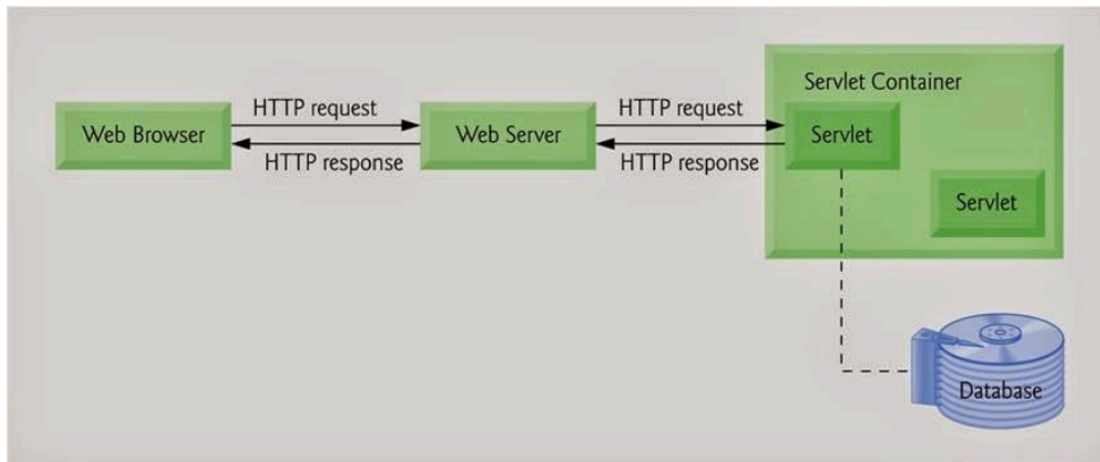 Servlet Container
HTTP request
HTTP request
Web Browser
Web Server
Servlet
HTTP response
HTTP response
Servlet
Database